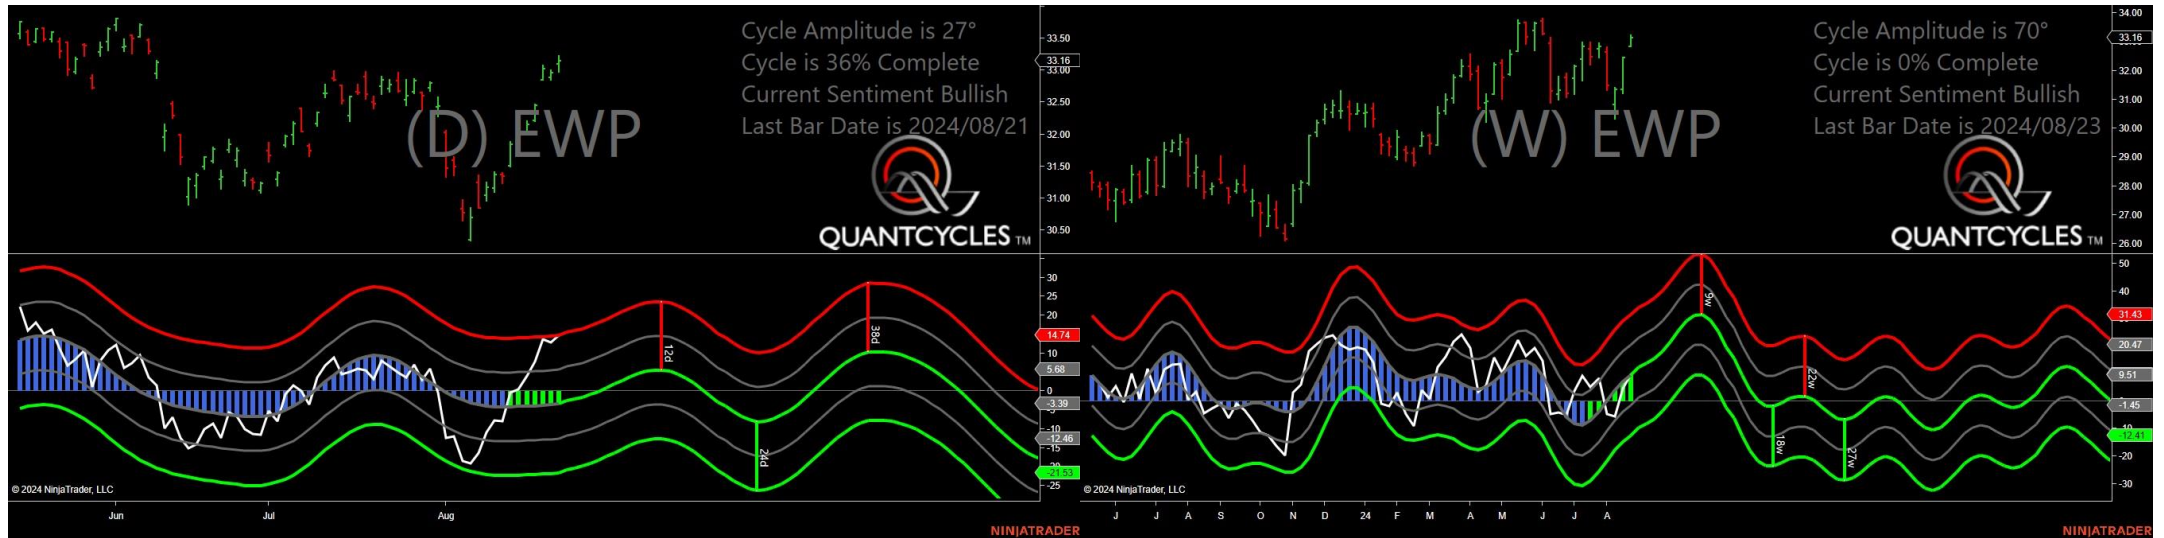 Cycle Amplitude is 27°
Cycle is 36% Complete
Current Sentiment Bullish
Last Bar Date is 2024/08/21
(D) EWP
QUANTCYCLES TM
33.50
33.16
33.00
32.50
32.00
31.50
31.00
30.50
30
25
20
14.74
10
5.68
0
-3.39
-10
-12.46
-15
-21.53
-25
12d
24d
38d
© 2024 NinjaTrader, LLC
Jun Jul Aug
NINJATRADER
Cycle Amplitude is 70°
Cycle is 0% Complete
Current Sentiment Bullish
Last Bar Date is 2024/08/23
(W) EWP
QUANTCYCLES TM
34.00
33.16
32.00
31.00
30.00
29.00
28.00
27.00
26.00
50
40
31.43
20.47
9.51
-1.45
-12.41
-20
-30
9w
18w
22w
27w
© 2024 NinjaTrader, LLC
J J A S O N D 24 F M A M J J A
NINJATRADER